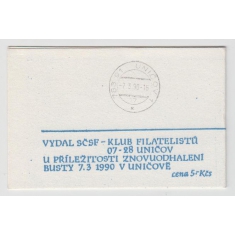 VYDAL SČSF - KLUB FILATELISTŮ
07-28 UNIČOV
U PŘÍLEŽITOSTI ZNOVUODHALENÍ
BUSTY 7.3 1990 V UNIČOVĚ
cena 5,- Kčs